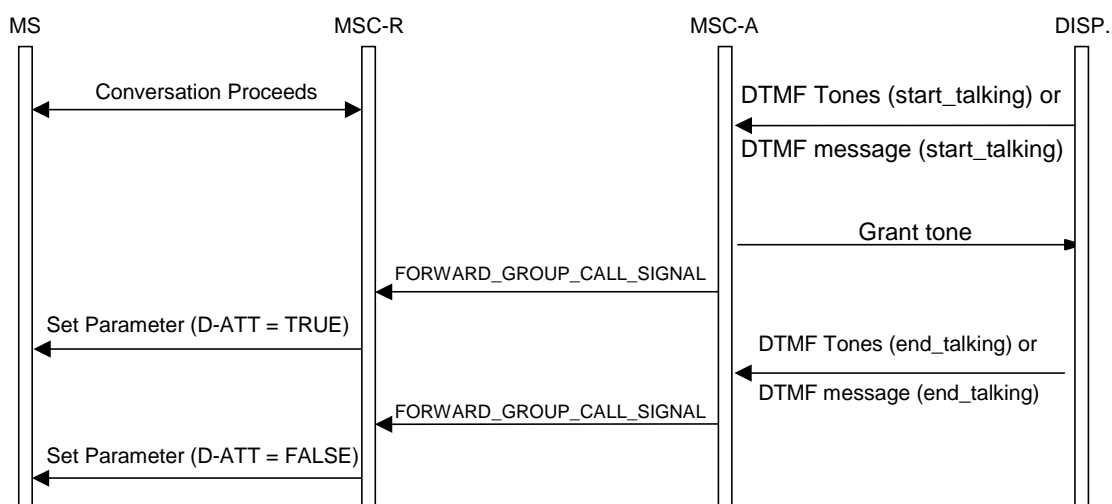 MS
MSC-R
MSC-A
DISP.
Conversation Proceeds
DTMF Tones (start_talking) or
DTMF message (start_talking)
Grant tone
FORWARD_GROUP_CALL_SIGNAL
Set Parameter (D-ATT = TRUE)
DTMF Tones (end_talking) or
DTMF message (end_talking)
FORWARD_GROUP_CALL_SIGNAL
Set Parameter (D-ATT = FALSE)